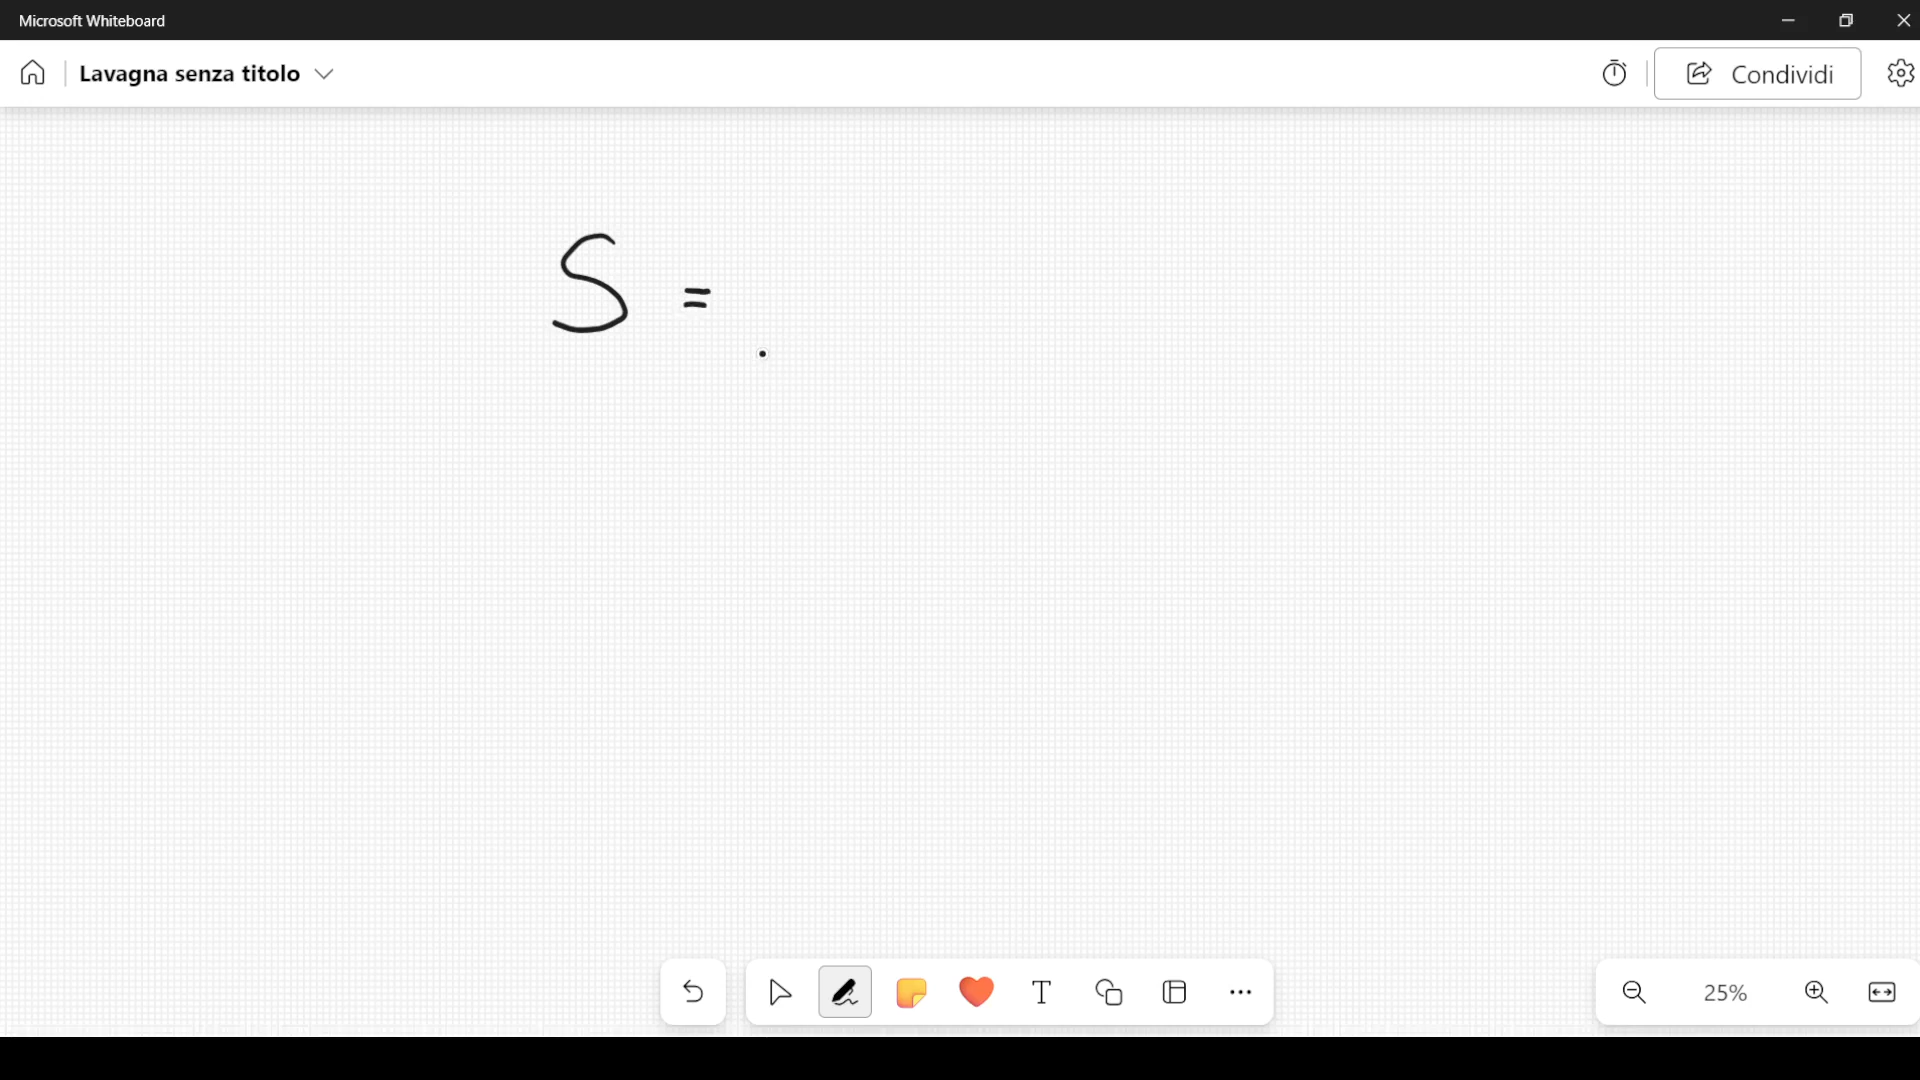 Microsoft Whiteboard
Lavagna senza titolo
Condividi
S =
25%